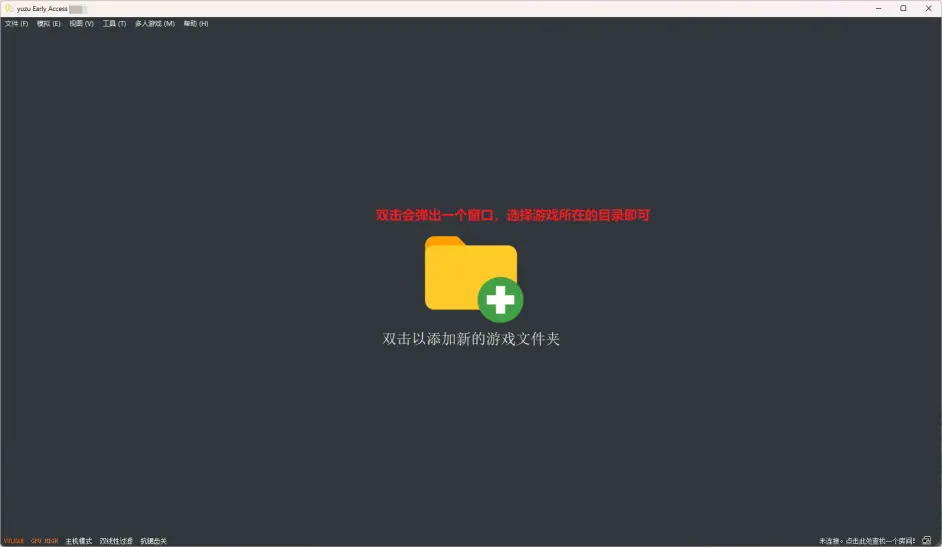 yuzu Early Access
文件 (F) 模拟 (E) 视图 (V) 工具 (T) 多人游戏 (M) 帮助 (H)
双击会弹出一个窗口，选择游戏所在的目录即可
双击以添加新的游戏文件夹
VULKAN GPU HIGH 主机模式 双线性过滤 抗锯齿关 未连接。点击此处查找一个房间！